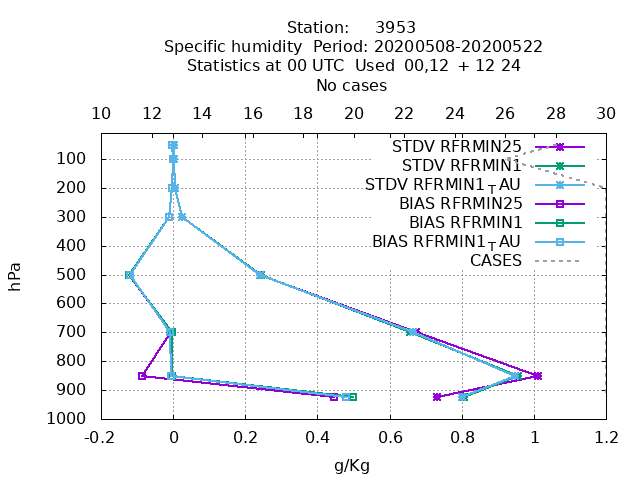 Station: 3953
Specific humidity Period: 20200508-20200522
Statistics at 00 UTC Used 00,12 + 12 24
No cases
10 12 14 16 18 20 22 24 26 28 30
STDV RFRMIN25
STDV RFRMIN1
STDV RFRMIN1TAU
BIAS RFRMIN25
BIAS RFRMIN1
BIAS RFRMIN1TAU
CASES
hPa
100
200
300
400
500
600
700
800
900
1000
-0.2 0 0.2 0.4 0.6 0.8 1 1.2
g/Kg